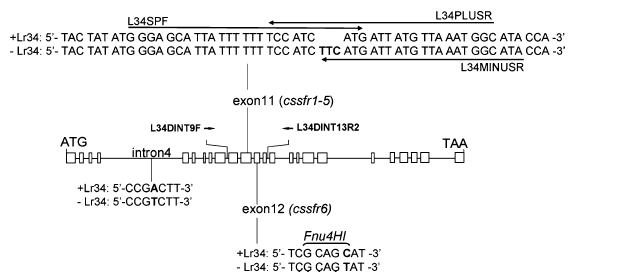 L34SPF
L34PLUSR
+Lr34: 5'- TAC TAT ATG GGA GCA TTA TTT TTT TCC ATC ATG ATT ATG TTA AAT GGC ATA CCA -3'
- Lr34: 5'- TAC TAT ATG GGA GCA TTA TTT TTT TCC ATC TTC ATG ATT ATG TTA AAT GGC ATA CCA -3'
L34MINUSR
exon11 (cssfr1-5)
L34DINT9F
L34DINT13R2
ATG
TAA
intron4
+Lr34: 5'-CCGACTT-3'
- Lr34: 5'-CCGTCTT-3'
exon12 (cssfr6)
Fnu4HI
+Lr34: 5'- TCG CAG CAT -3'
- Lr34: 5'- TCG CAG TAT -3'